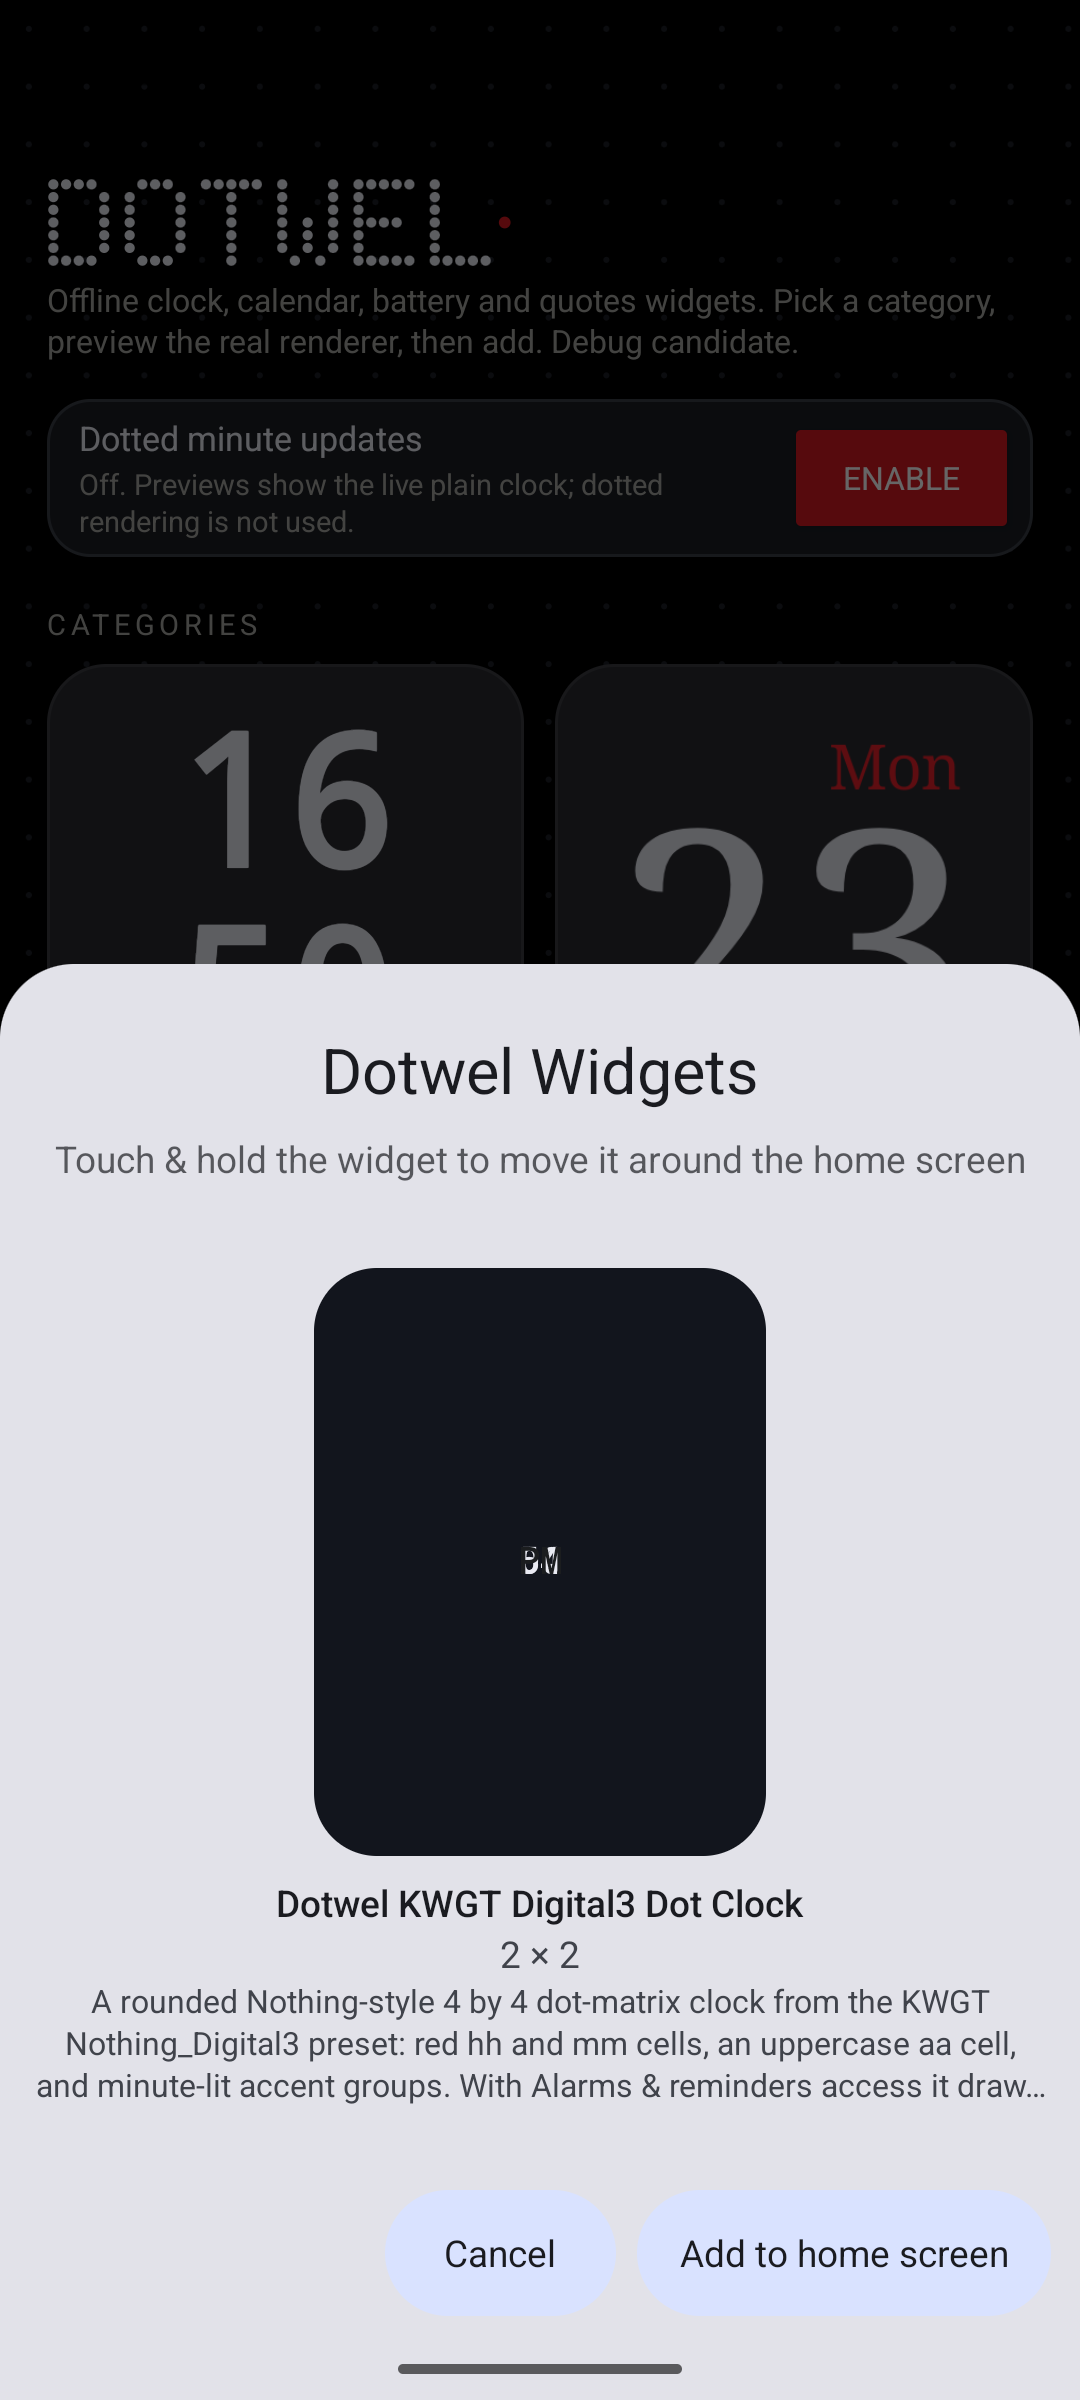 DOTWEL
Offline clock, calendar, battery and quotes widgets. Pick a category,
preview the real renderer, then add. Debug candidate.
Dotted minute updates
Off. Previews show the live plain clock; dotted
rendering is not used.
ENABLE
CATEGORIES
16
50
Mon
23
Dotwel Widgets
Touch & hold the widget to move it around the home screen
Dotwel KWGT Digital3 Dot Clock
2 × 2
A rounded Nothing-style 4 by 4 dot-matrix clock from the KWGT
Nothing_Digital3 preset: red hh and mm cells, an uppercase aa cell,
and minute-lit accent groups. With Alarms & reminders access it draw…
Cancel
Add to home screen